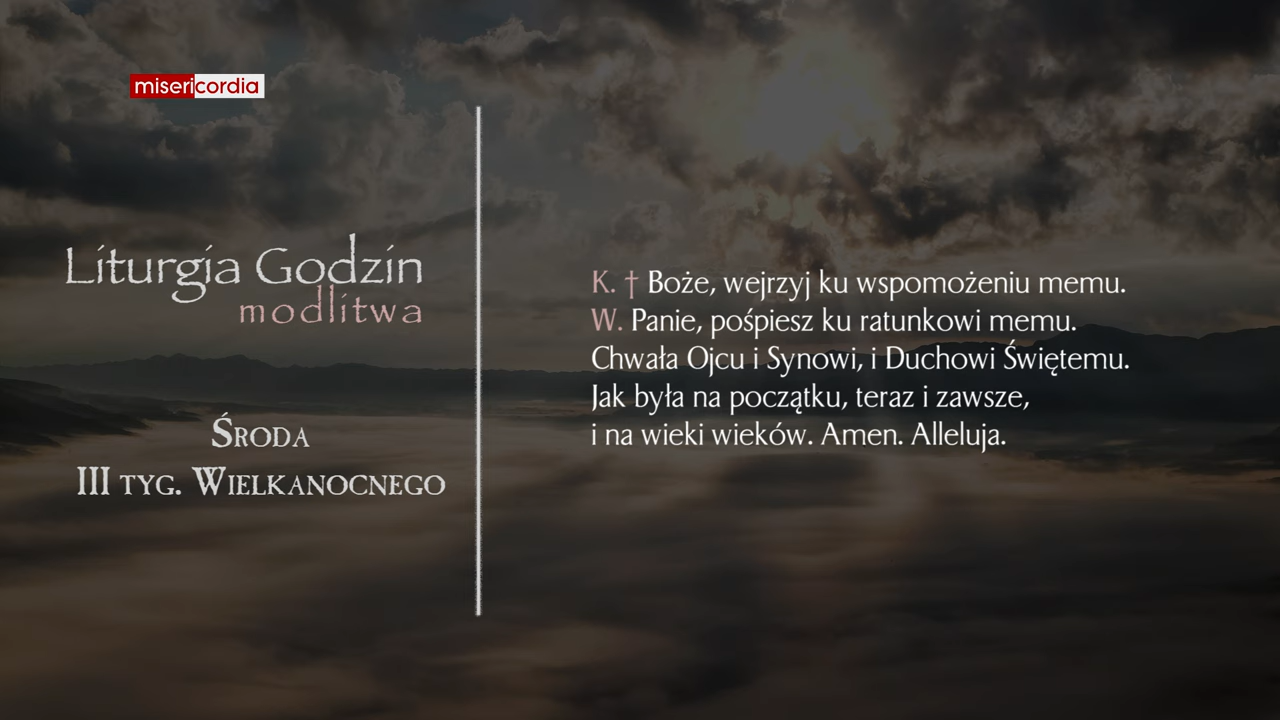 misericordia
Liturgia Godzin
modlitwa
Środa
III tyg. Wielkanocnego
K. † Boże, wejrzyj ku wspomożeniu memu.
W. Panie, pośpiesz ku ratunkowi memu.
Chwała Ojcu i Synowi, i Duchowi Świętemu.
Jak była na początku, teraz i zawsze,
i na wieki wieków. Amen. Alleluja.